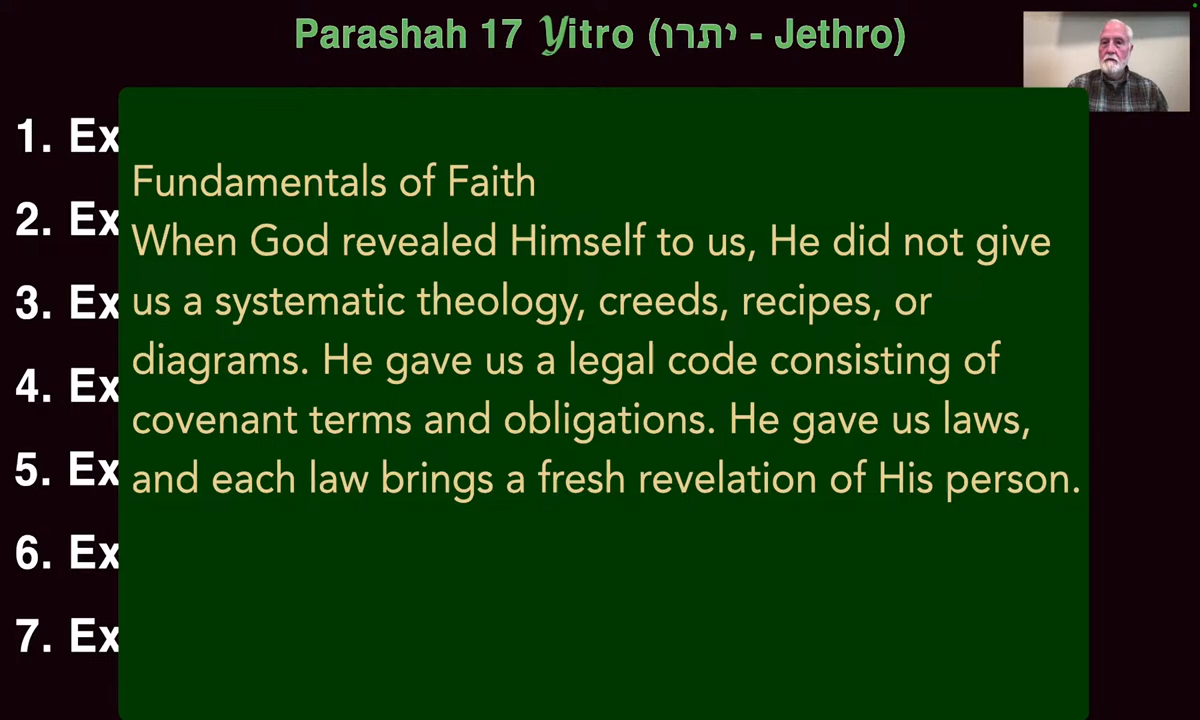 Parashah 17 Yitro (יתרו - Jethro)
1. Ex
2. Ex
3. Ex
4. Ex
5. Ex
6. Ex
7. Ex
Fundamentals of Faith
When God revealed Himself to us, He did not give
us a systematic theology, creeds, recipes, or
diagrams. He gave us a legal code consisting of
covenant terms and obligations. He gave us laws,
and each law brings a fresh revelation of His person.